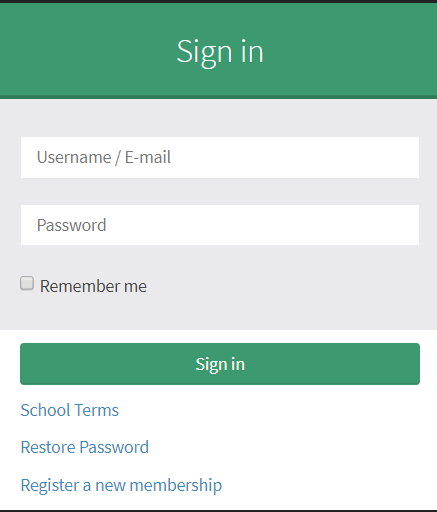 Sign in
Username / E-mail
Password
Remember me
Sign in
School Terms
Restore Password
Register a new membership